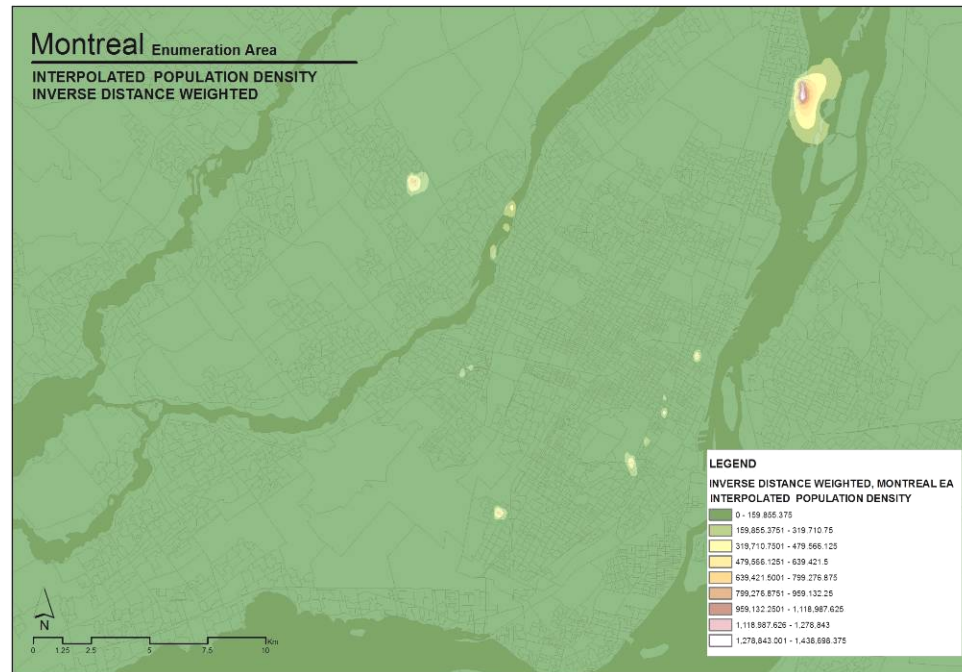 Montreal Enumeration Area
INTERPOLATED POPULATION DENSITY
INVERSE DISTANCE WEIGHTED
LEGEND
INVERSE DISTANCE WEIGHTED, MONTREAL EA
INTERPOLATED POPULATION DENSITY
0 - 159,855.375
159,855.3751 - 319,710.75
319,710.7501 - 479,566.125
479,566.1251 - 639,421.5
639,421.5001 - 799,276.875
799,276.8751 - 959,132.25
959,132.2501 - 1,118,987.625
1,118,987.626 - 1,278,843
1,278,843.001 - 1,438,698.375
N
0 1.25 2.5 5 7.5 10
Km